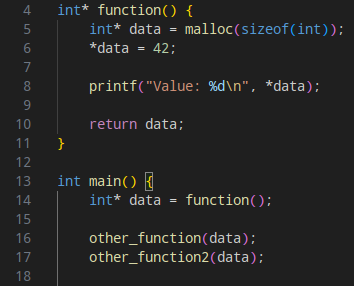 4 int* function() {
5     int* data = malloc(sizeof(int));
6     *data = 42;
7
8     printf("Value: %d\n", *data);
9
10     return data;
11 }
12
13 int main() {
14     int* data = function();
15
16     other_function(data);
17     other_function2(data);
18